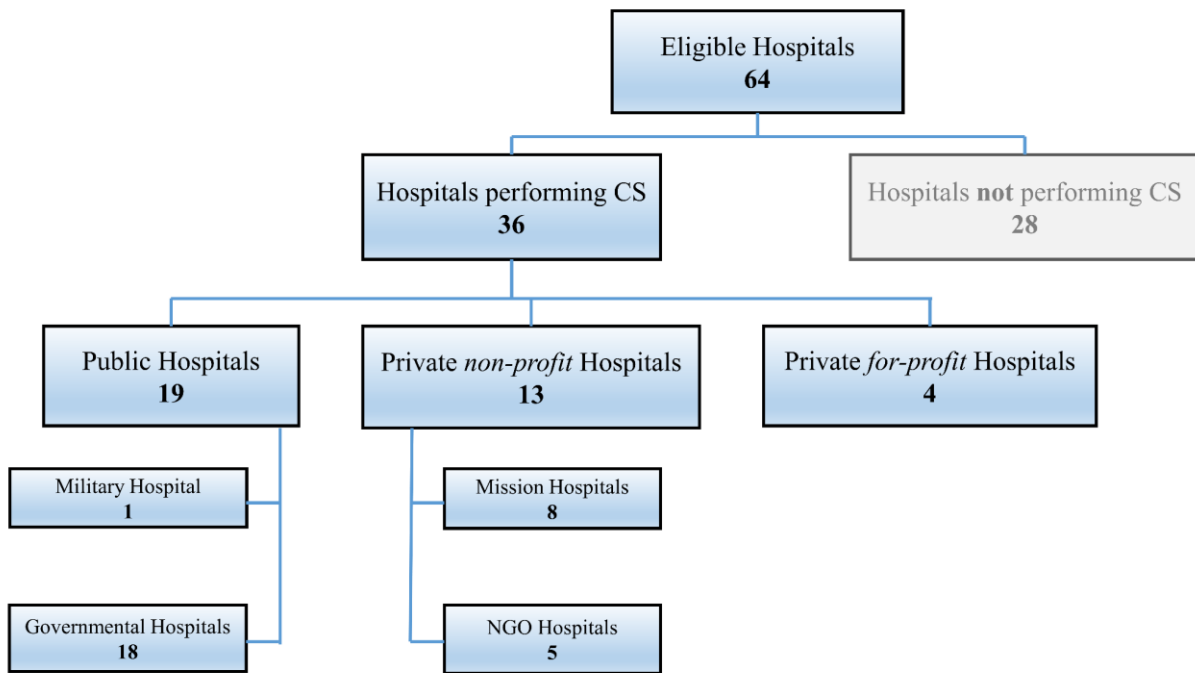 Eligible Hospitals
64
Hospitals performing CS
36
Hospitals not performing CS
28
Public Hospitals
19
Private non-profit Hospitals
13
Private for-profit Hospitals
4
Military Hospital
1
Mission Hospitals
8
Governmental Hospitals
18
NGO Hospitals
5